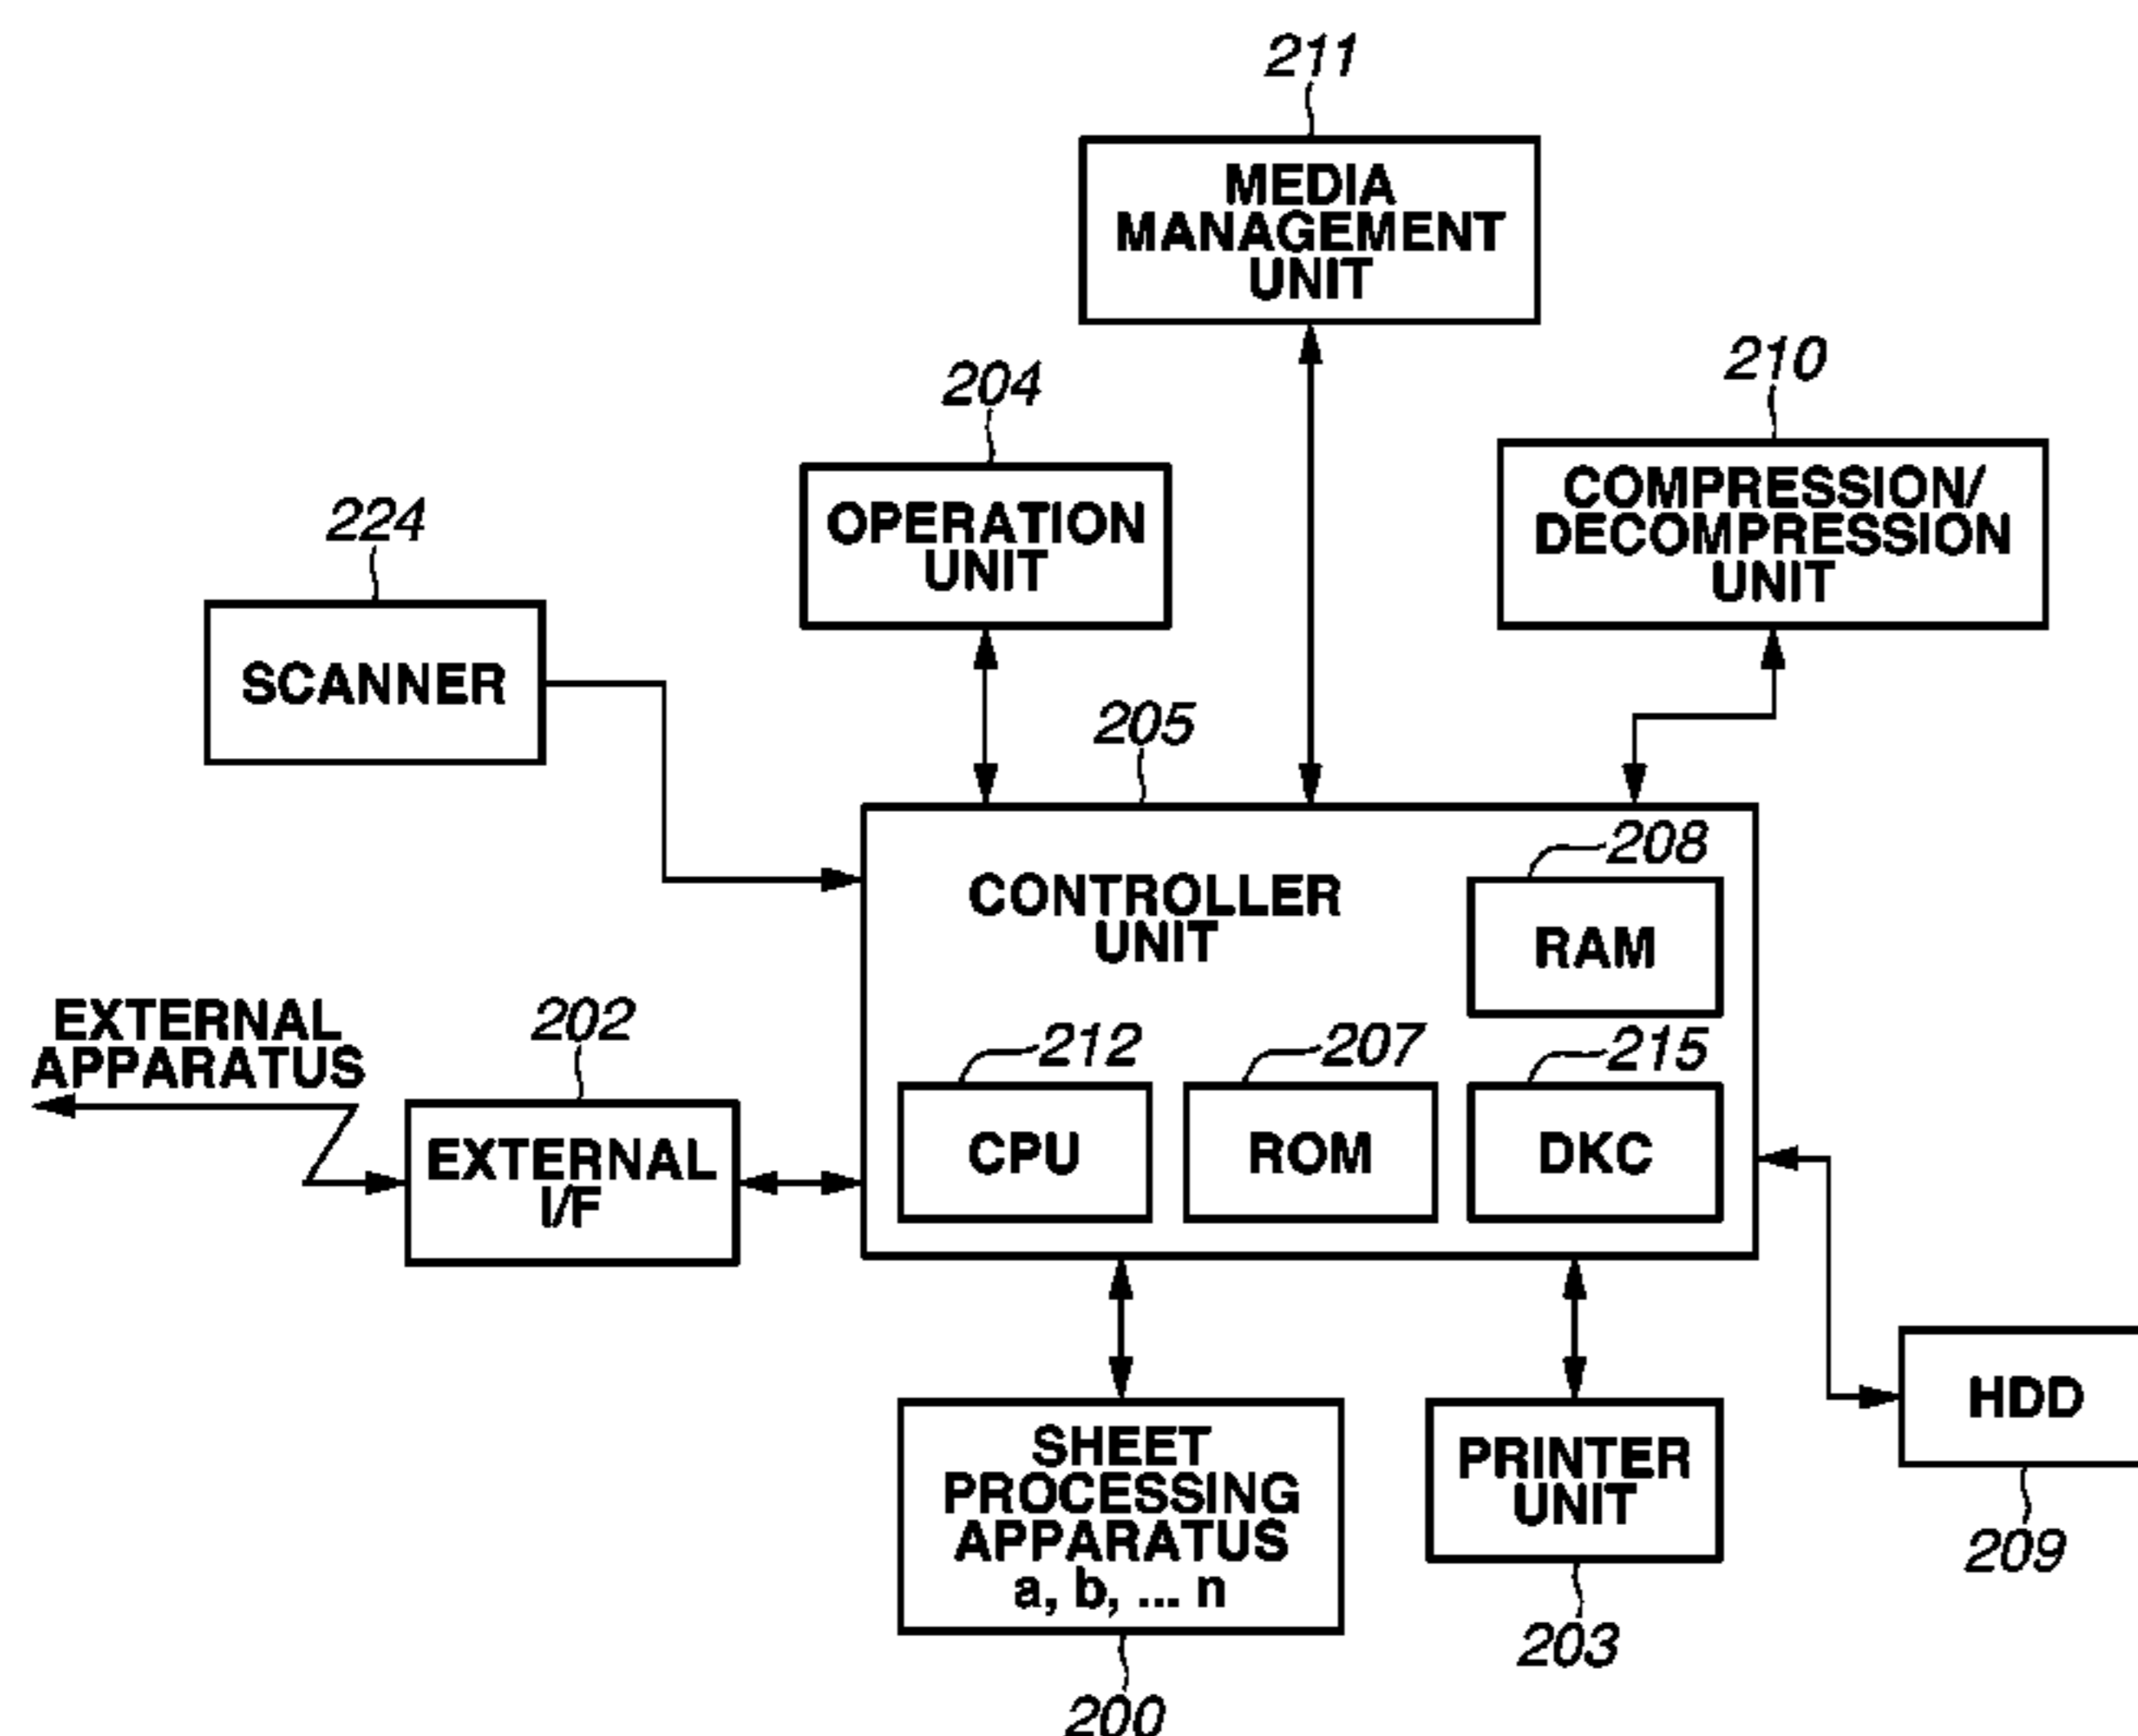 211
MEDIA
MANAGEMENT
UNIT
204
OPERATION
UNIT
210
COMPRESSION/
DECOMPRESSION
UNIT
224
SCANNER
205
CONTROLLER
UNIT
208
RAM
212
CPU
207
ROM
215
DKC
EXTERNAL
APPARATUS
202
EXTERNAL
I/F
SHEET
PROCESSING
APPARATUS
a, b, ... n
200
PRINTER
UNIT
203
HDD
209